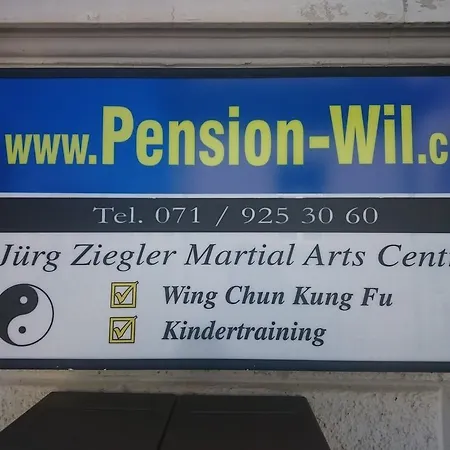 www.Pension-Wil.c
Tel. 071 / 925 30 60
Jürg Ziegler Martial Arts Cent
Wing Chun Kung Fu
Kindertraining